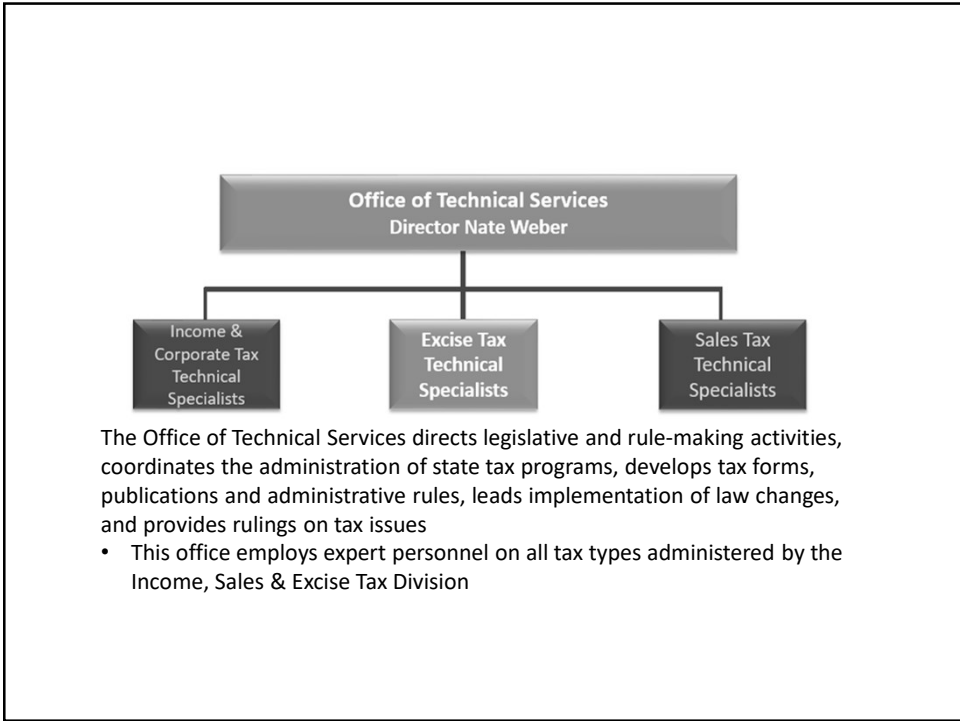 Office of Technical Services
Director Nate Weber
Income &
Corporate Tax
Technical
Specialists
Excise Tax
Technical
Specialists
Sales Tax
Technical
Specialists
The Office of Technical Services directs legislative and rule-making activities,
coordinates the administration of state tax programs, develops tax forms,
publications and administrative rules, leads implementation of law changes,
and provides rulings on tax issues
• This office employs expert personnel on all tax types administered by the
Income, Sales & Excise Tax Division